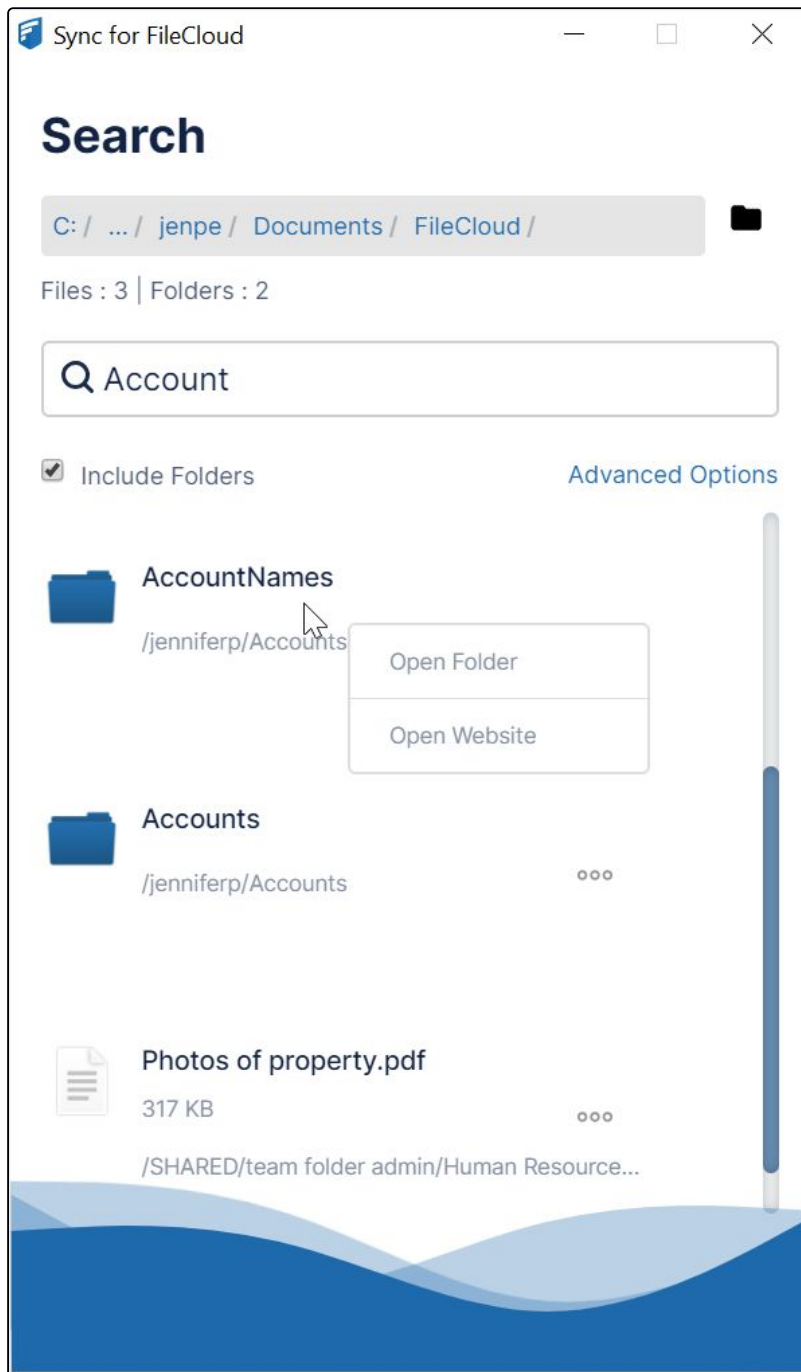 Sync for FileCloud
Search
C: / ... / jenpe / Documents / FileCloud /
Files : 3 | Folders : 2
Account
Include Folders
Advanced Options
AccountNames
/jenniferp/Accounts
Open Folder
Open Website
Accounts
/jenniferp/Accounts
Photos of property.pdf
317 KB
/SHARED/team folder admin/Human Resource...